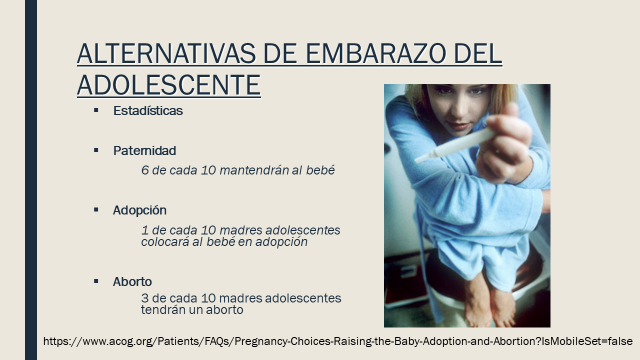 ALTERNATIVAS DE EMBARAZO DEL
ADOLESCENTE
▪ Estadísticas
▪ Paternidad
6 de cada 10 mantendrán al bebé
▪ Adopción
1 de cada 10 madres adolescentes
colocará al bebé en adopción
▪ Aborto
3 de cada 10 madres adolescentes
tendrán un aborto
https://www.acog.org/Patients/FAQs/Pregnancy-Choices-Raising-the-Baby-Adoption-and-Abortion?IsMobileSet=false